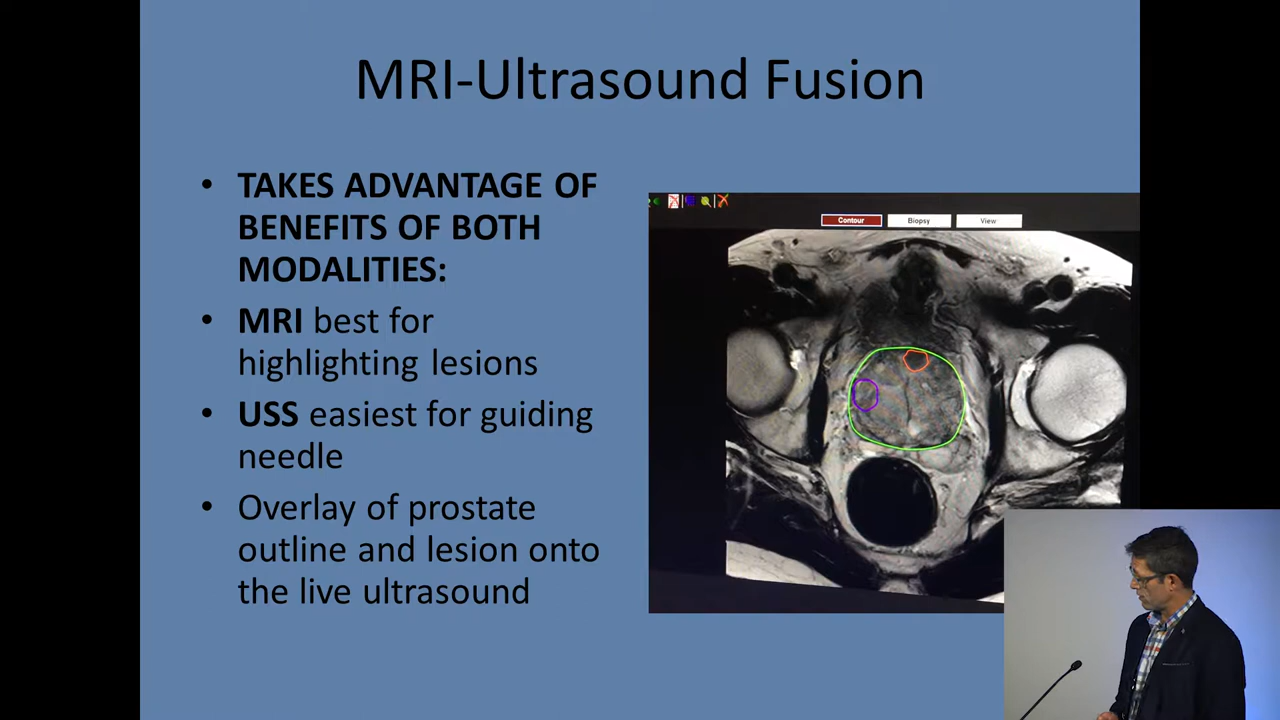 MRI-Ultrasound Fusion
• TAKES ADVANTAGE OF
BENEFITS OF BOTH
MODALITIES:
• MRI best for
highlighting lesions
• USS easiest for guiding
needle
• Overlay of prostate
outline and lesion onto
the live ultrasound
Contour
Biopsy
View